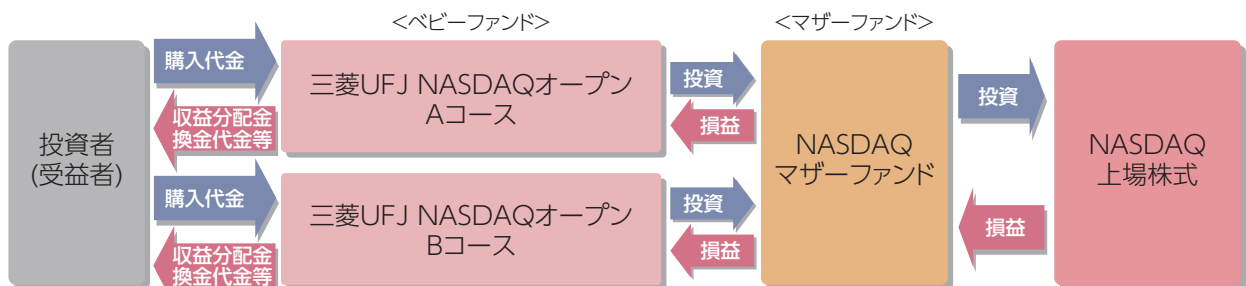 <ベビーファンド>
<マザーファンド>
投資者
(受益者)
購入代金
収益分配金
換金代金等
三菱UFJ NASDAQオープン
Aコース
投資
損益
購入代金
収益分配金
換金代金等
三菱UFJ NASDAQオープン
Bコース
投資
損益
NASDAQ
マザーファンド
投資
損益
NASDAQ
上場株式